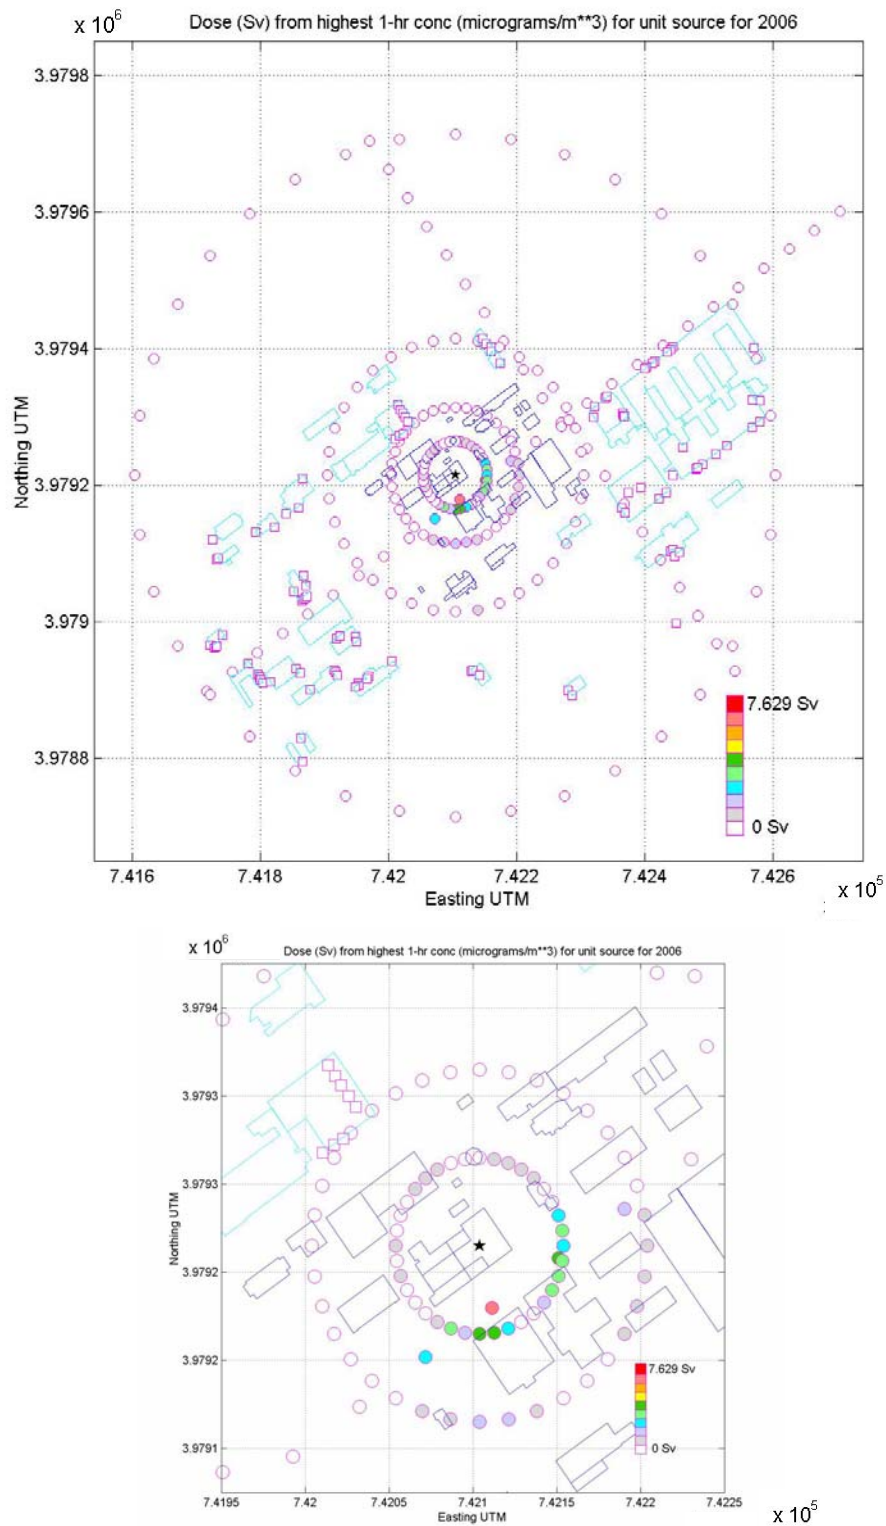 x 10^6
Dose (Sv) from highest 1-hr conc (micrograms/m**3) for unit source for 2006
3.9798
3.9796
3.9794
3.9792
3.979
3.9788
Northing UTM
7.629 Sv
0 Sv
7.416
7.418
7.42
7.422
7.424
7.426
Easting UTM
x 10^5
x 10^6
Dose (Sv) from highest 1-hr conc (micrograms/m**3) for unit source for 2006
3.9794
3.9793
3.9793
3.9792
3.9792
3.9791
Northing UTM
7.629 Sv
0 Sv
7.4195
7.42
7.4205
7.421
7.4215
7.422
7.4225
Easting UTM
x 10^5